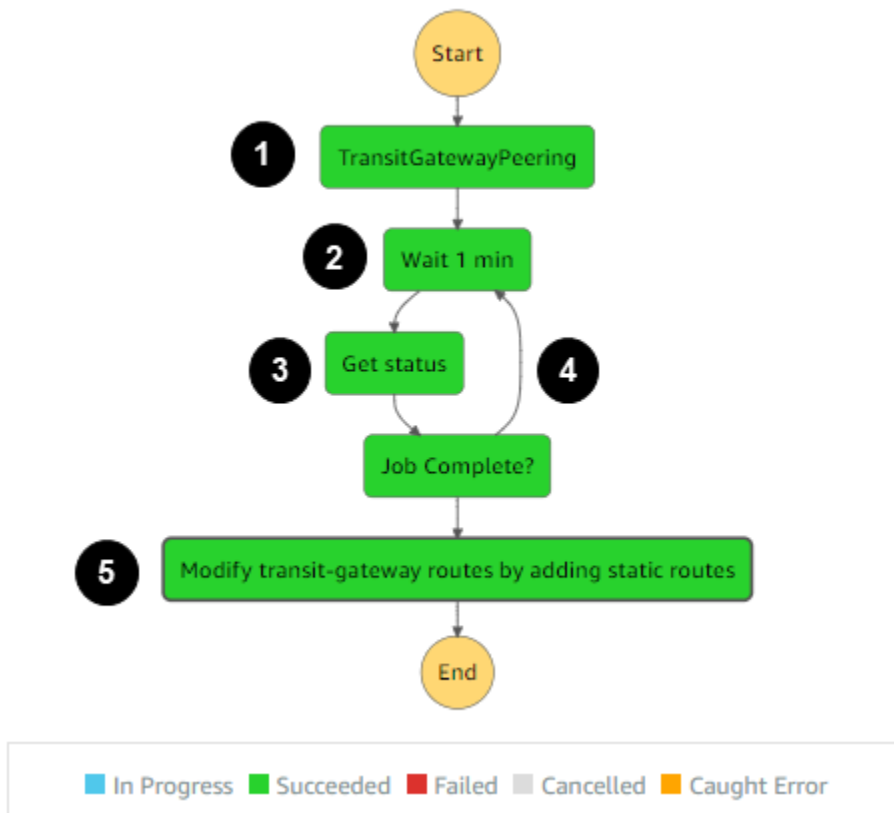 Start
1
TransitGatewayPeering
2
Wait 1 min
3
Get status
4
Job Complete?
5
Modify transit-gateway routes by adding static routes
End
In Progress Succeeded Failed Cancelled Caught Error